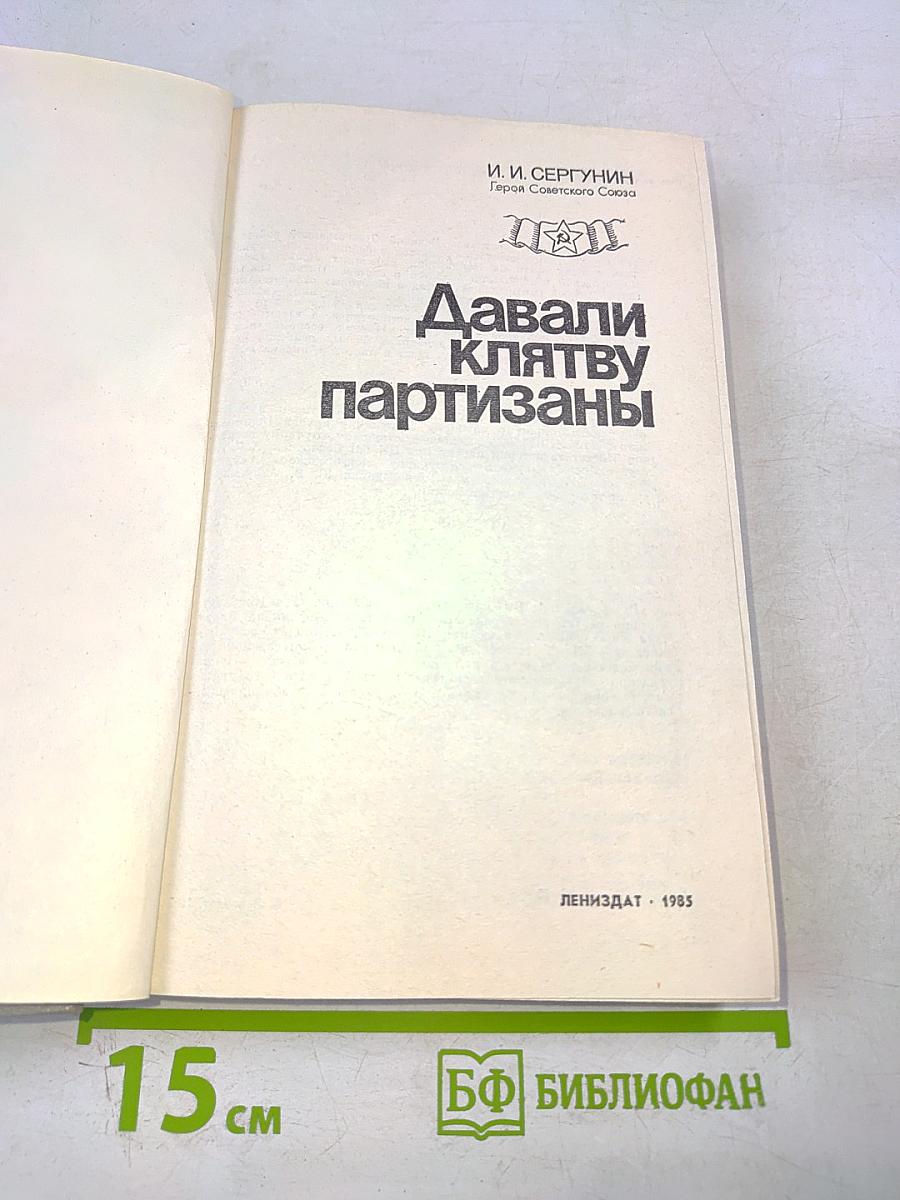 И. И. СЕРГУНИН
Герой Советского Союза
Давали
клятву
партизаны
ЛЕНИЗДАТ · 1985
15 см
БФ БИБЛИОФАН